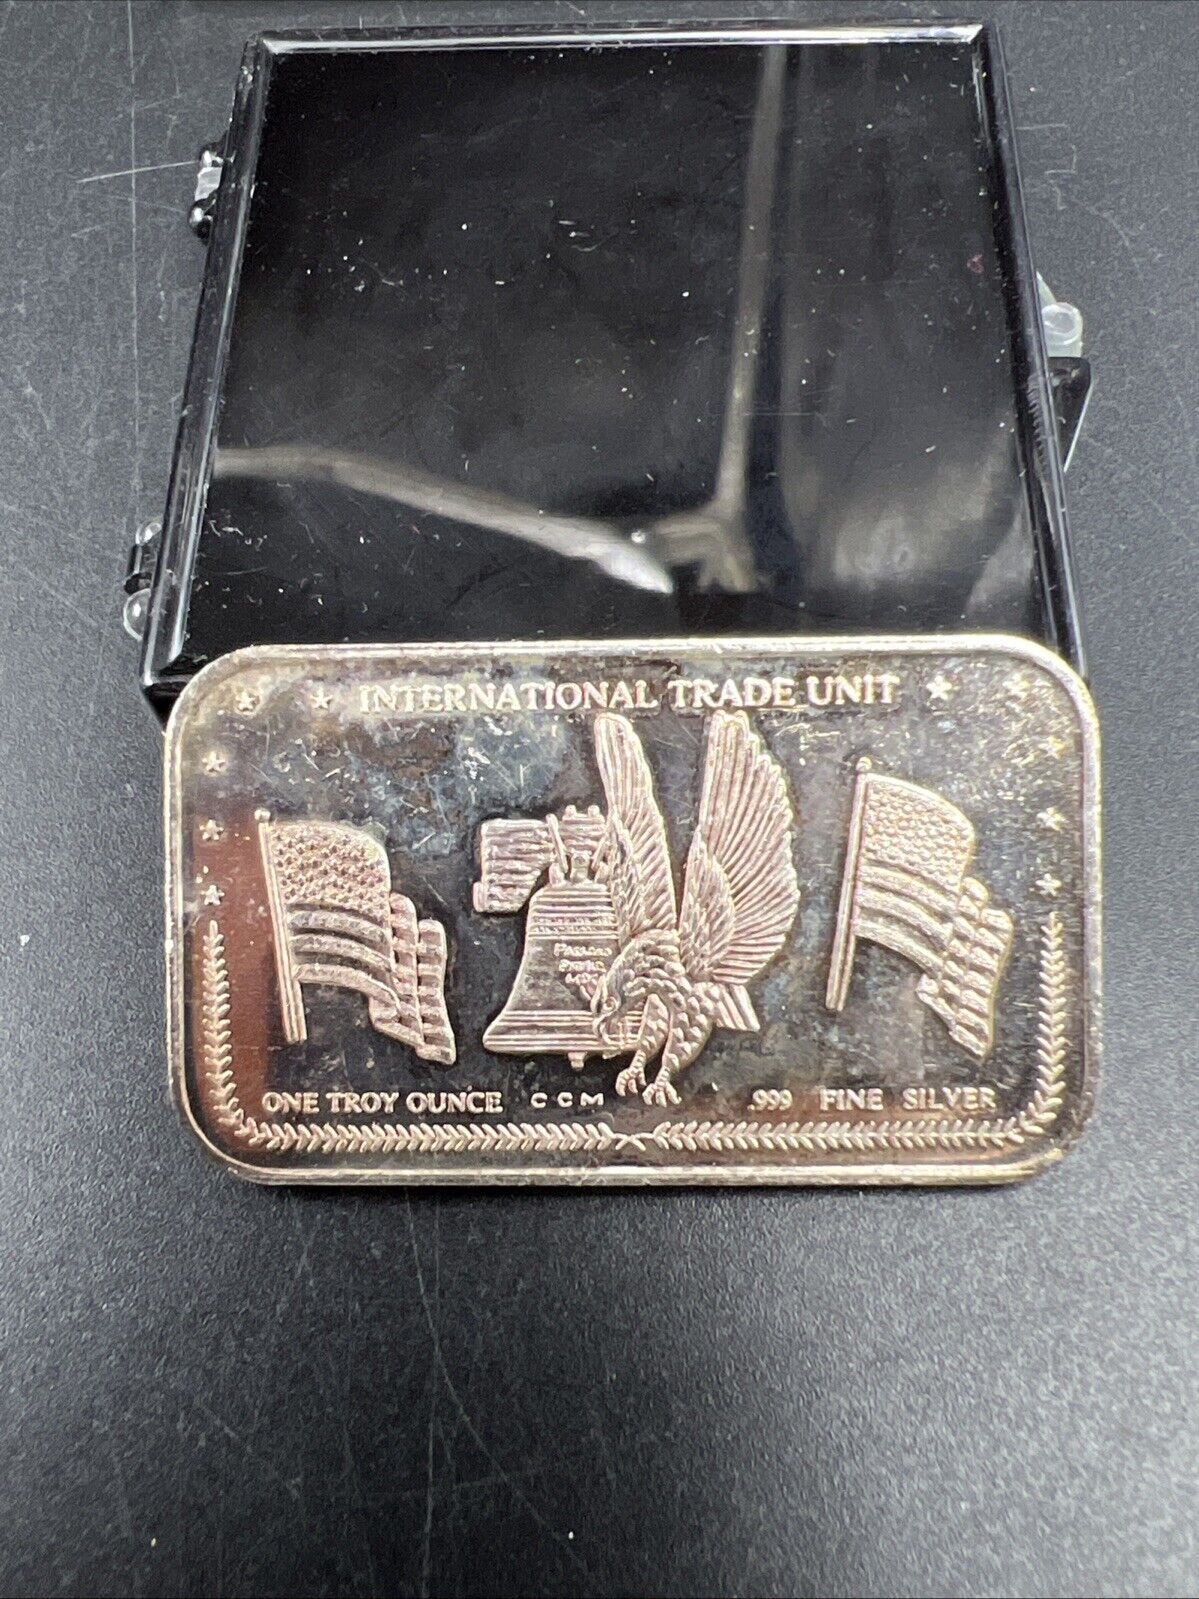 INTERNATIONAL TRADE UNIT
ONE TROY OUNCE CCM .999 FINE SILVER